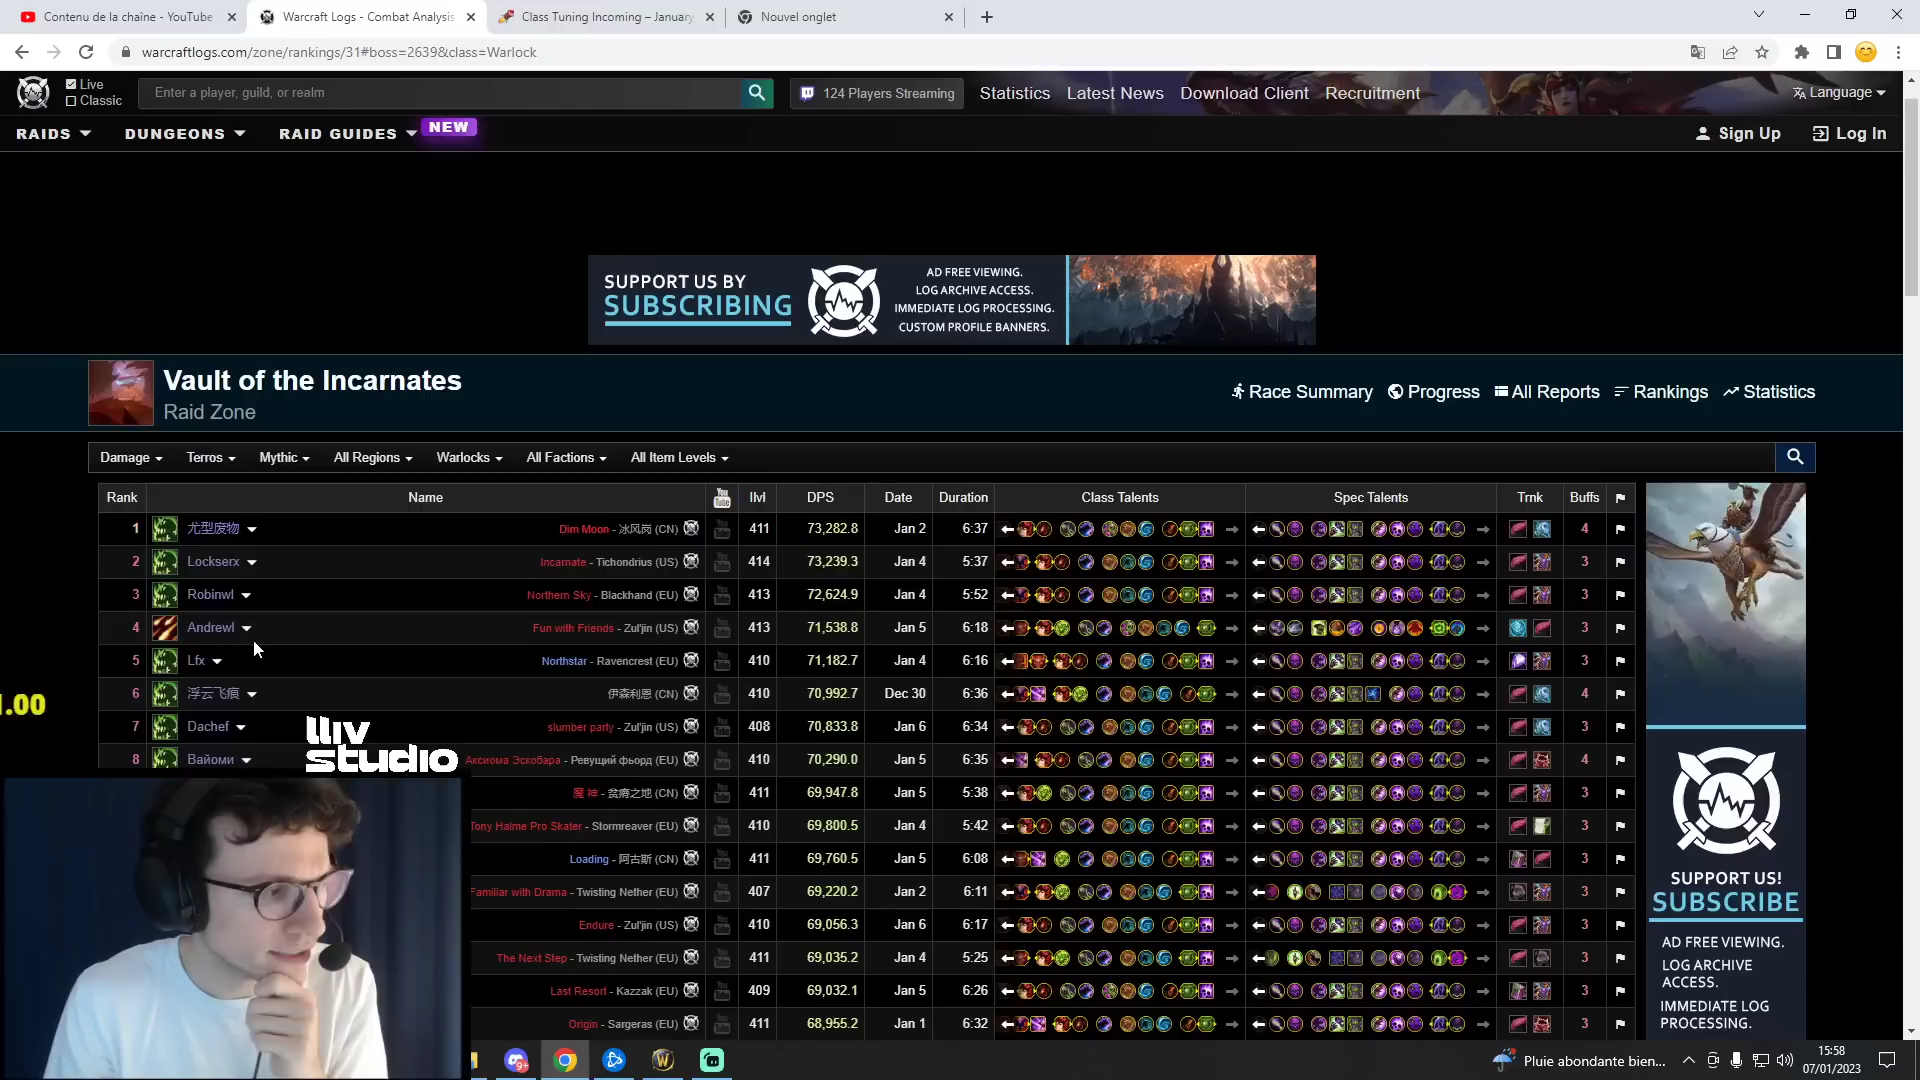 Contenu de la chaîne - YouTube
Warcraft Logs - Combat Analysis
Class Tuning Incoming – January
Nouvel onglet
warcraftlogs.com/zone/rankings/31#boss=2639&class=Warlock
Live
Classic
Enter a player, guild, or realm
124 Players Streaming
Statistics
Latest News
Download Client
Recruitment
Language
RAIDS
DUNGEONS
RAID GUIDES
NEW
Sign Up
Log In
SUPPORT US BY
SUBSCRIBING
AD FREE VIEWING.
LOG ARCHIVE ACCESS.
IMMEDIATE LOG PROCESSING.
CUSTOM PROFILE BANNERS.
Vault of the Incarnates
Raid Zone
Race Summary
Progress
All Reports
Rankings
Statistics
Damage
Terros
Mythic
All Regions
Warlocks
All Factions
All Item Levels
Rank Name You Tube Ilvl DPS Date Duration Class Talents Spec Talents Trnk Buffs
1 尤型废物 Dim Moon - 冰风岗 (CN) 411 73,282.8 Jan 2 6:37 4
2 Lockserx Incarnate - Tichondrius (US) 414 73,239.3 Jan 4 5:37 3
3 Robinwl Northern Sky - Blackhand (EU) 413 72,624.9 Jan 4 5:52 3
4 Andrewl Fun with Friends - Zul'jin (US) 413 71,538.8 Jan 5 6:18 3
5 Lfx Northstar - Ravencrest (EU) 410 71,182.7 Jan 4 6:16 3
6 浮云飞痕 伊森利恩 (CN) 410 70,992.7 Dec 30 6:36 4
7 Dachef slumber party - Zul'jin (US) 408 70,833.8 Jan 6 6:34 3
8 Вайоми Аксиома Эскобара - Ревущий фьорд (EU) 410 70,290.0 Jan 5 6:35 4
魔 神 - 贫瘠之地 (CN) 411 69,947.8 Jan 5 5:38 3
Tony Halme Pro Skater - Stormreaver (EU) 410 69,800.5 Jan 4 5:42 3
Loading - 阿古斯 (CN) 411 69,760.5 Jan 5 6:08 3
Familiar with Drama - Twisting Nether (EU) 407 69,220.2 Jan 2 6:11 3
Endure - Zul'jin (US) 410 69,056.3 Jan 6 6:17 3
The Next Step - Twisting Nether (EU) 411 69,035.2 Jan 4 5:25 3
Last Resort - Kazzak (EU) 409 69,032.1 Jan 5 6:26 3
Origin - Sargeras (EU) 411 68,955.2 Jan 1 6:32 3
1.00
lliv
studio
SUPPORT US!
SUBSCRIBE
AD FREE VIEWING.
LOG ARCHIVE
ACCESS.
IMMEDIATE LOG
PROCESSING.
9+
Pluie abondante bien...
15:58
07/01/2023